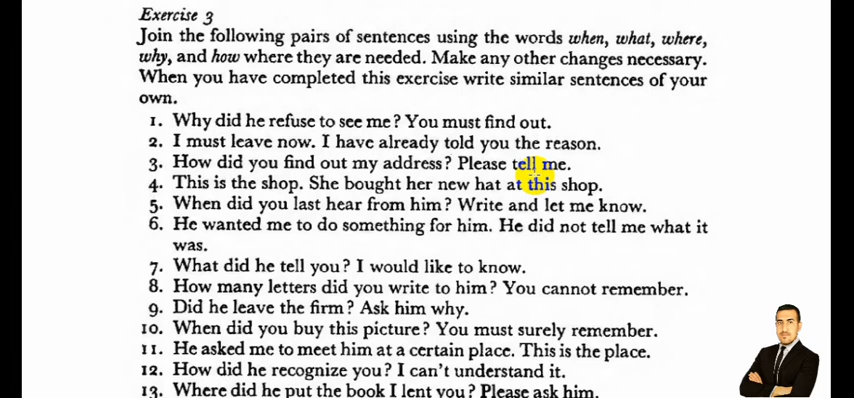 Exercise 3
Join the following pairs of sentences using the words when, what, where,
why, and how where they are needed. Make any other changes necessary.
When you have completed this exercise write similar sentences of your
own.
1. Why did he refuse to see me? You must find out.
2. I must leave now. I have already told you the reason.
3. How did you find out my address? Please tell me.
4. This is the shop. She bought her new hat at this shop.
5. When did you last hear from him? Write and let me know.
6. He wanted me to do something for him. He did not tell me what it
was.
7. What did he tell you? I would like to know.
8. How many letters did you write to him? You cannot remember.
9. Did he leave the firm? Ask him why.
10. When did you buy this picture? You must surely remember.
11. He asked me to meet him at a certain place. This is the place.
12. How did he recognize you? I can't understand it.
13. Where did he put the book I lent you? Please ask him.